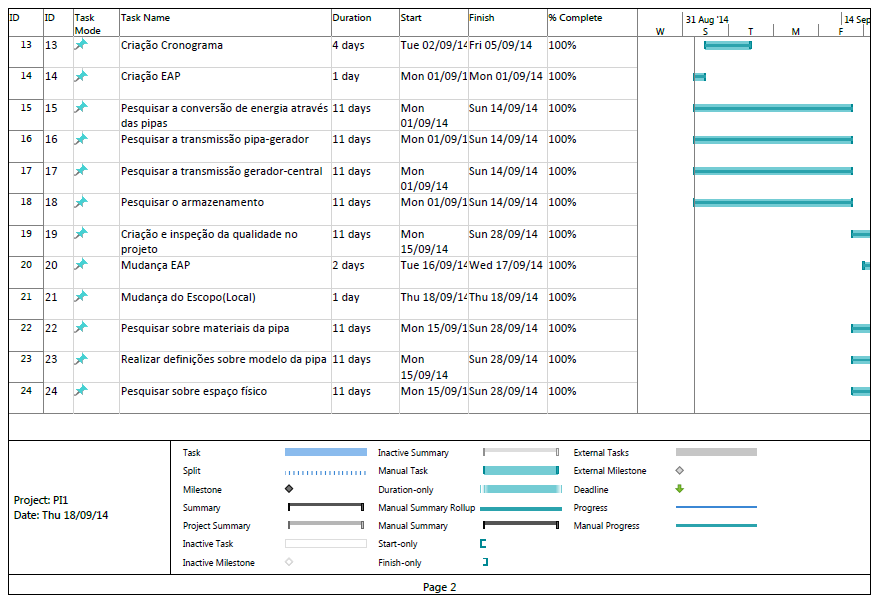 ID ID Task Mode Task Name Duration Start Finish % Complete
31 Aug '14 14 Sep
W S T M F
13 13 Criação Cronograma 4 days Tue 02/09/14 Fri 05/09/14 100%
14 14 Criação EAP 1 day Mon 01/09/1 Mon 01/09/14 100%
15 15 Pesquisar a conversão de energia através das pipas 11 days Mon 01/09/14 Sun 14/09/14 100%
16 16 Pesquisar a transmissão pipa-gerador 11 days Mon 01/09/1 Sun 14/09/14 100%
17 17 Pesquisar a transmissão gerador-central 11 days Mon 01/09/14 Sun 14/09/14 100%
18 18 Pesquisar o armazenamento 11 days Mon 01/09/1 Sun 14/09/14 100%
19 19 Criação e inspeção da qualidade no projeto 11 days Mon 15/09/14 Sun 28/09/14 100%
20 20 Mudança EAP 2 days Tue 16/09/14 Wed 17/09/14 100%
21 21 Mudança do Escopo(Local) 1 day Thu 18/09/14 Thu 18/09/14 100%
22 22 Pesquisar sobre materiais da pipa 11 days Mon 15/09/1 Sun 28/09/14 100%
23 23 Realizar definições sobre modelo da pipa 11 days Mon 15/09/14 Sun 28/09/14 100%
24 24 Pesquisar sobre espaço físico 11 days Mon 15/09/1 Sun 28/09/14 100%
Project: PI1
Date: Thu 18/09/14
Task
Split
Milestone
Summary
Project Summary
Inactive Task
Inactive Milestone
Inactive Summary
Manual Task
Duration-only
Manual Summary Rollup
Manual Summary
Start-only
Finish-only
External Tasks
External Milestone
Deadline
Progress
Manual Progress
Page 2